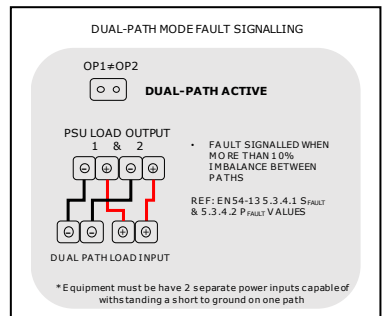 DUAL-PATH MODE FAULT SIGNALLING
OP1≠OP2
DUAL-PATH ACTIVE
PSU LOAD OUTPUT
1 & 2
• FAULT SIGNALLED WHEN
MORE THAN 10%
IMBALANCE BETWEEN
PATHS
REF: EN54-13 5.3.4.1 SFAULT
& 5.3.4.2 PFAULT VALUES
DUAL PATH LOAD INPUT
*Equipment must be have 2 separate power inputs capable of
withstanding a short to ground on one path